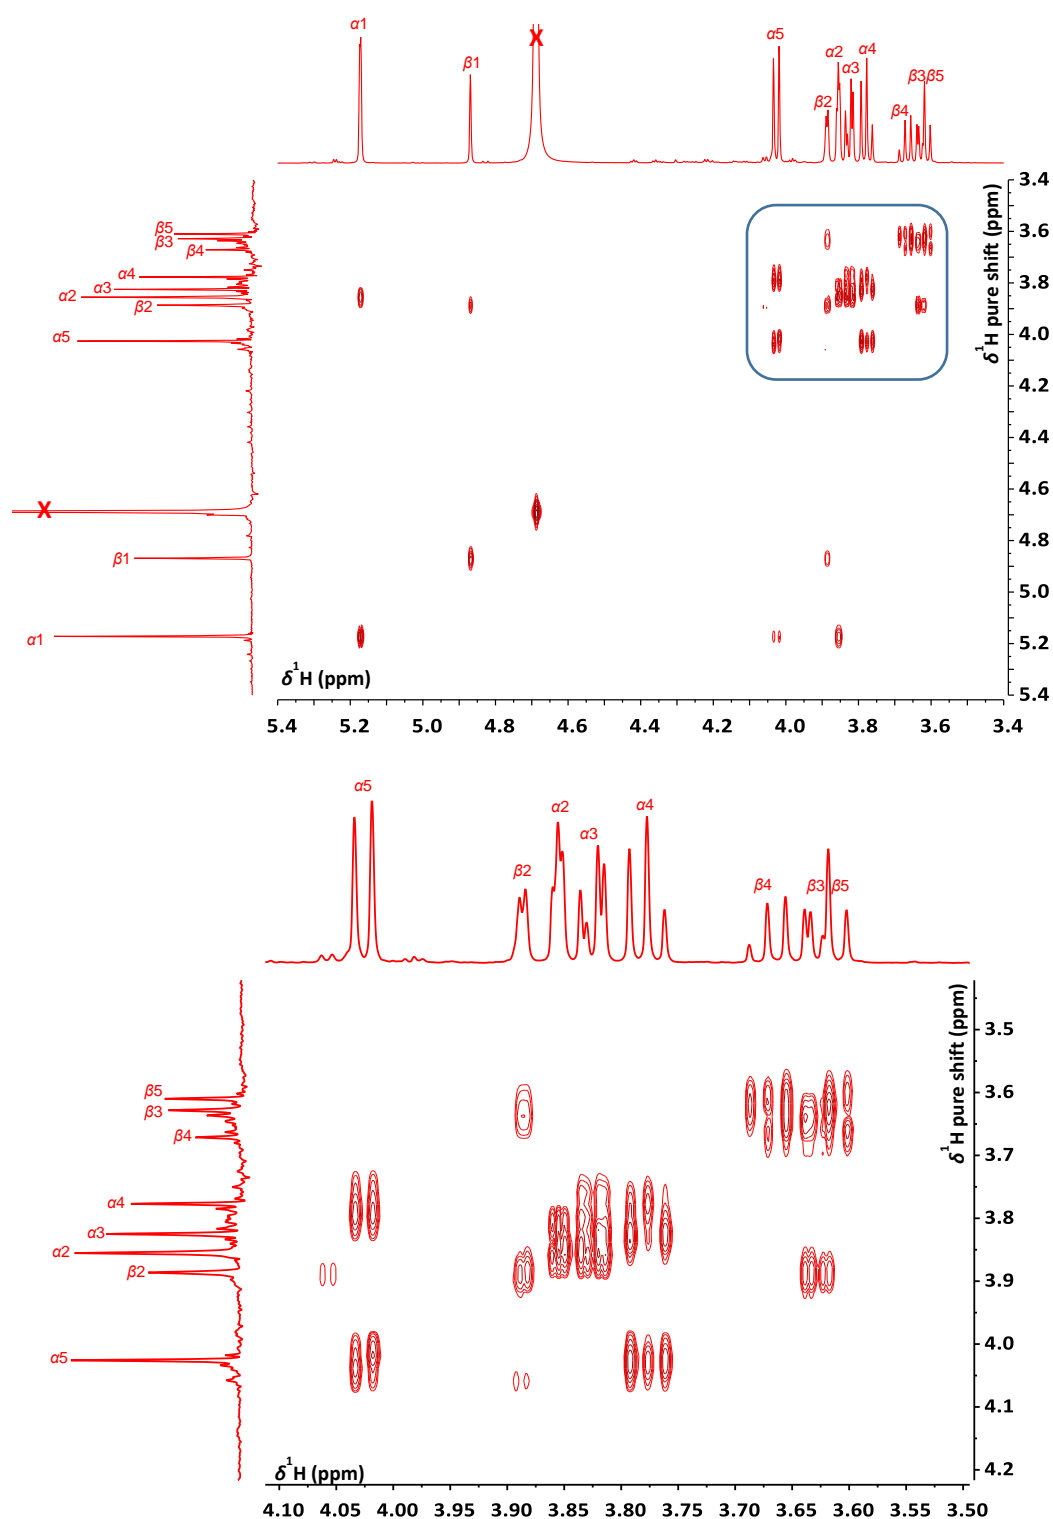 α1
X
β1
α5
α2
α4
α3
β2
β3 β5
β4
3.4
3.6
3.8
4.0
4.2
4.4
4.6
4.8
5.0
5.2
5.4
δ ¹H pure shift (ppm)
β5
β3
β4
α4
α3
α2
β2
α5
X
β1
α1
δ ¹H (ppm)
5.4 5.2 5.0 4.8 4.6 4.4 4.2 4.0 3.8 3.6 3.4
α5
α2
α4
α3
β2
β4
β3 β5
δ ¹H pure shift (ppm)
3.5
3.6
3.7
3.8
3.9
4.0
4.1
4.2
β5
β3
β4
α4
α3
α2
β2
α5
δ ¹H (ppm)
4.10 4.05 4.00 3.95 3.90 3.85 3.80 3.75 3.70 3.65 3.60 3.55 3.50